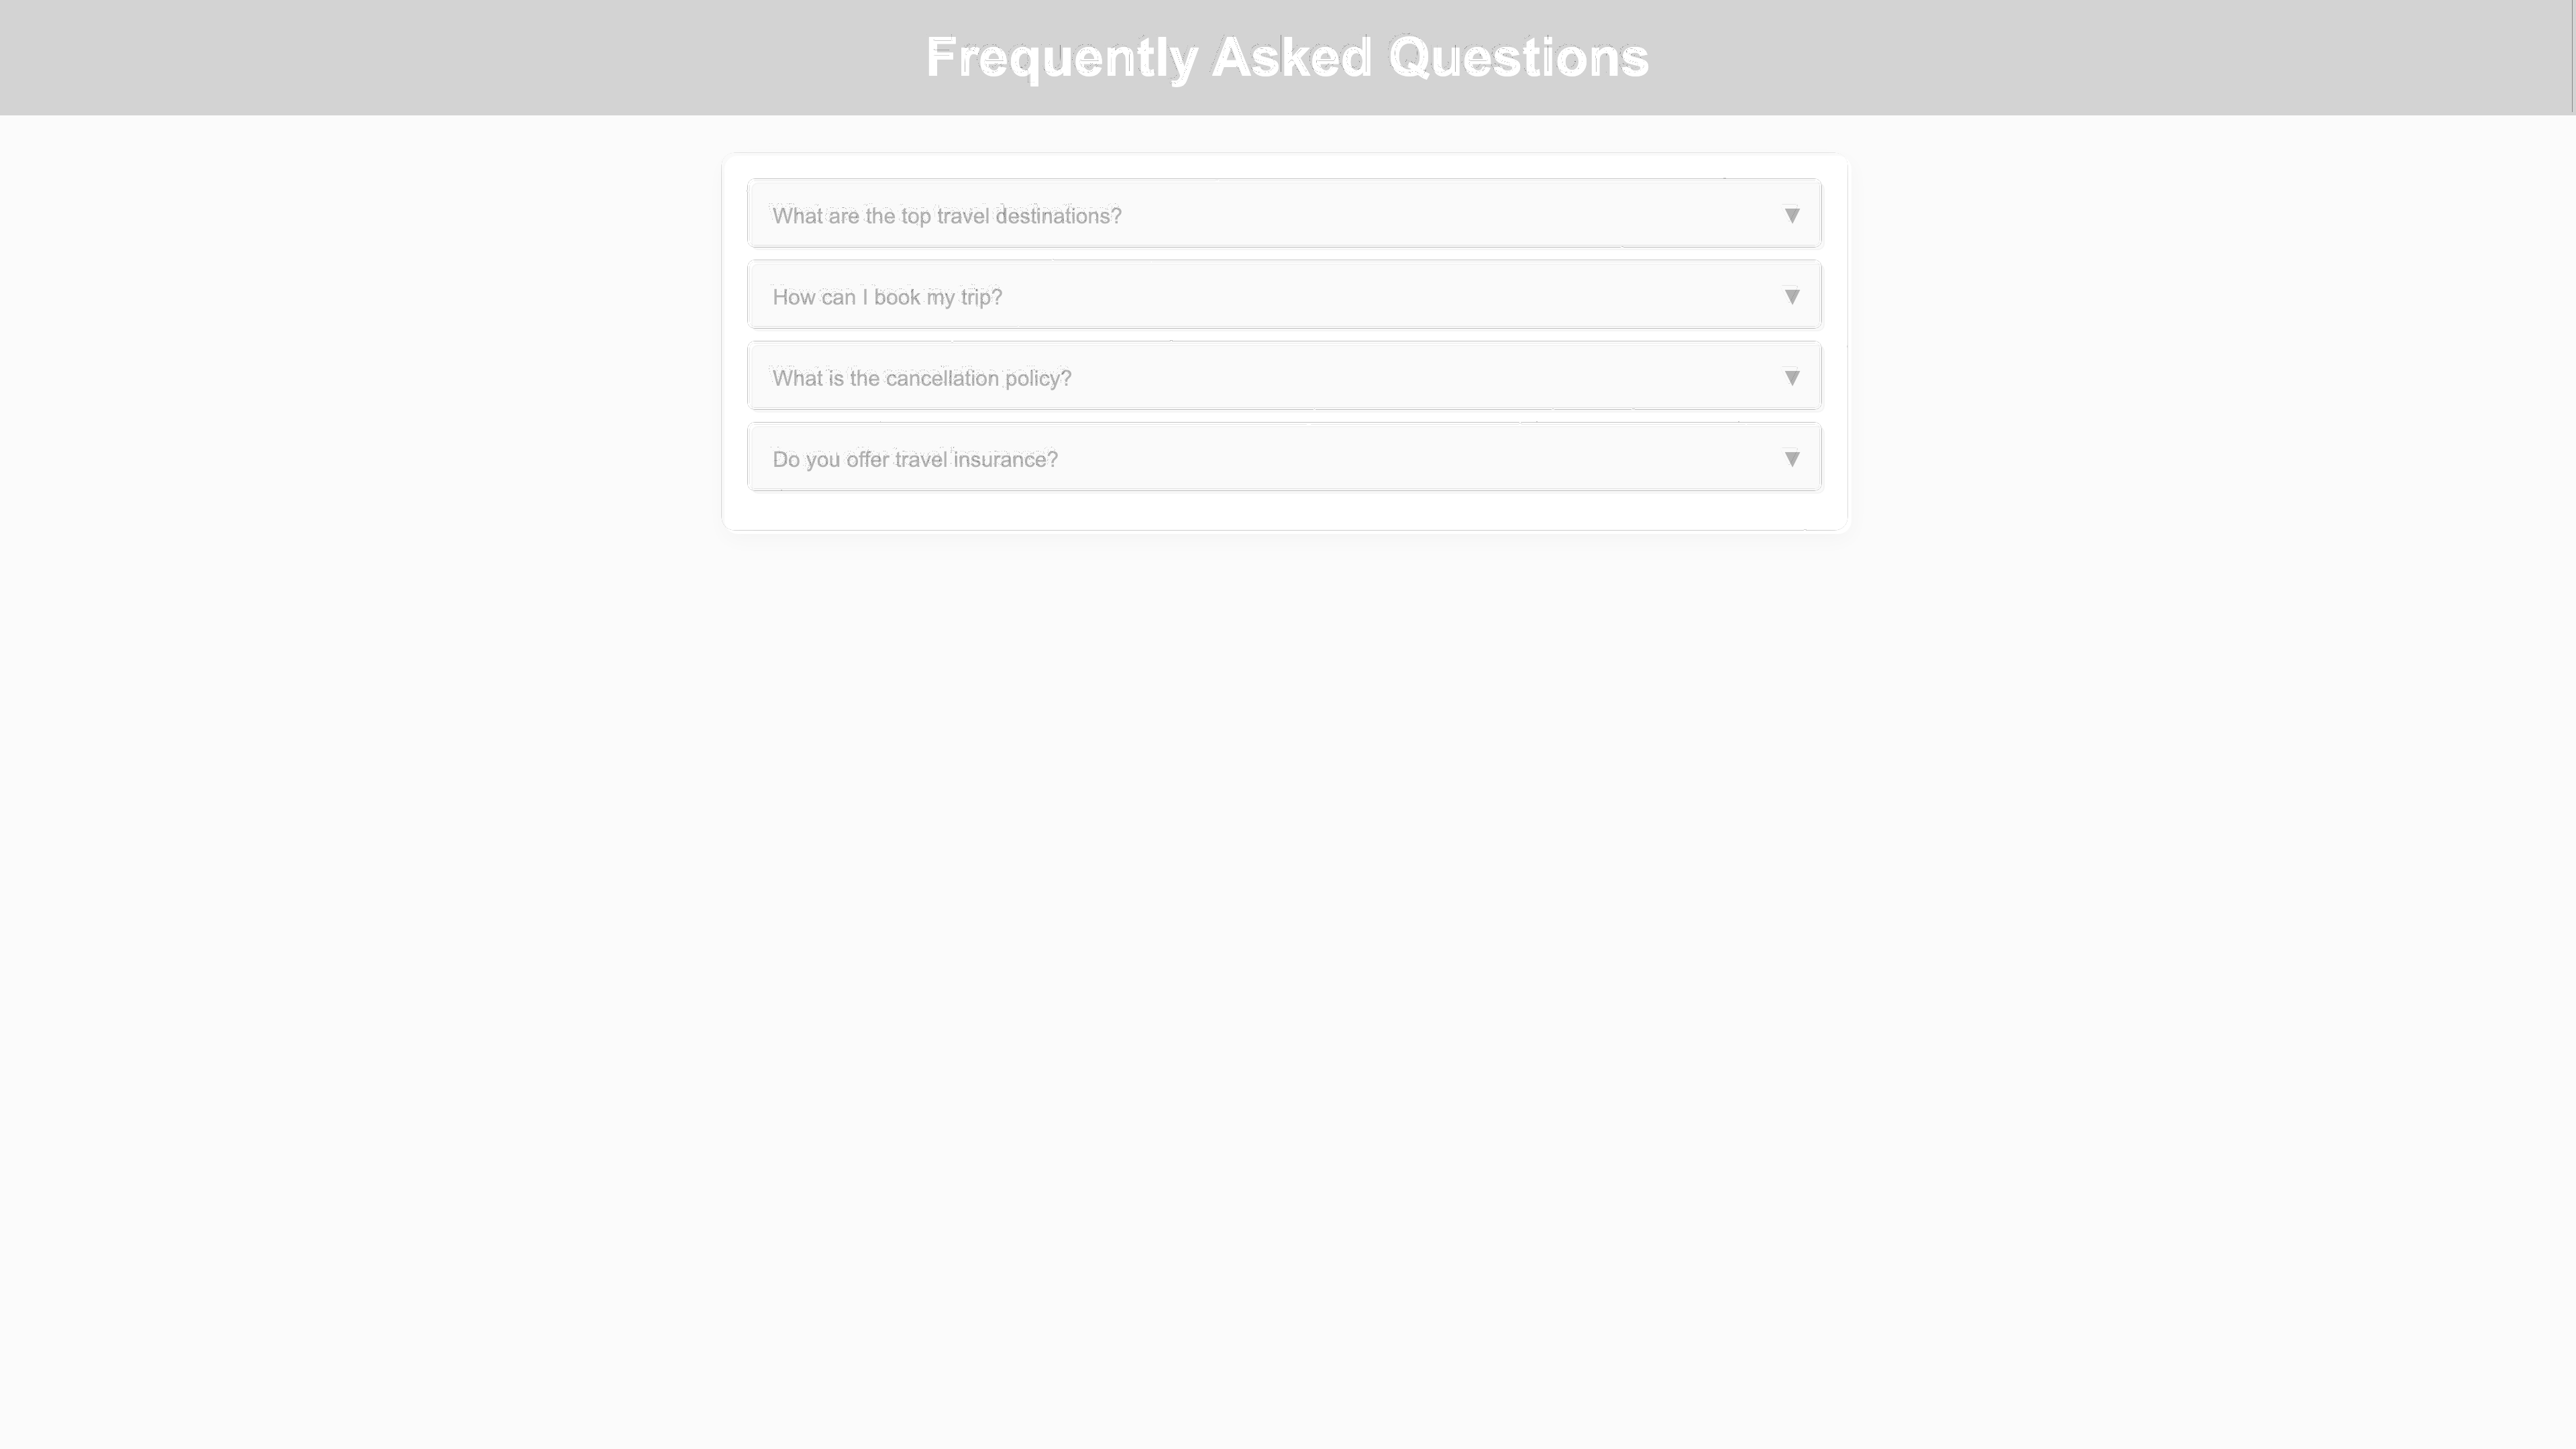 Frequently Asked Questions
What are the top travel destinations? ▼
How can I book my trip? ▼
What is the cancellation policy? ▼
Do you offer travel insurance? ▼